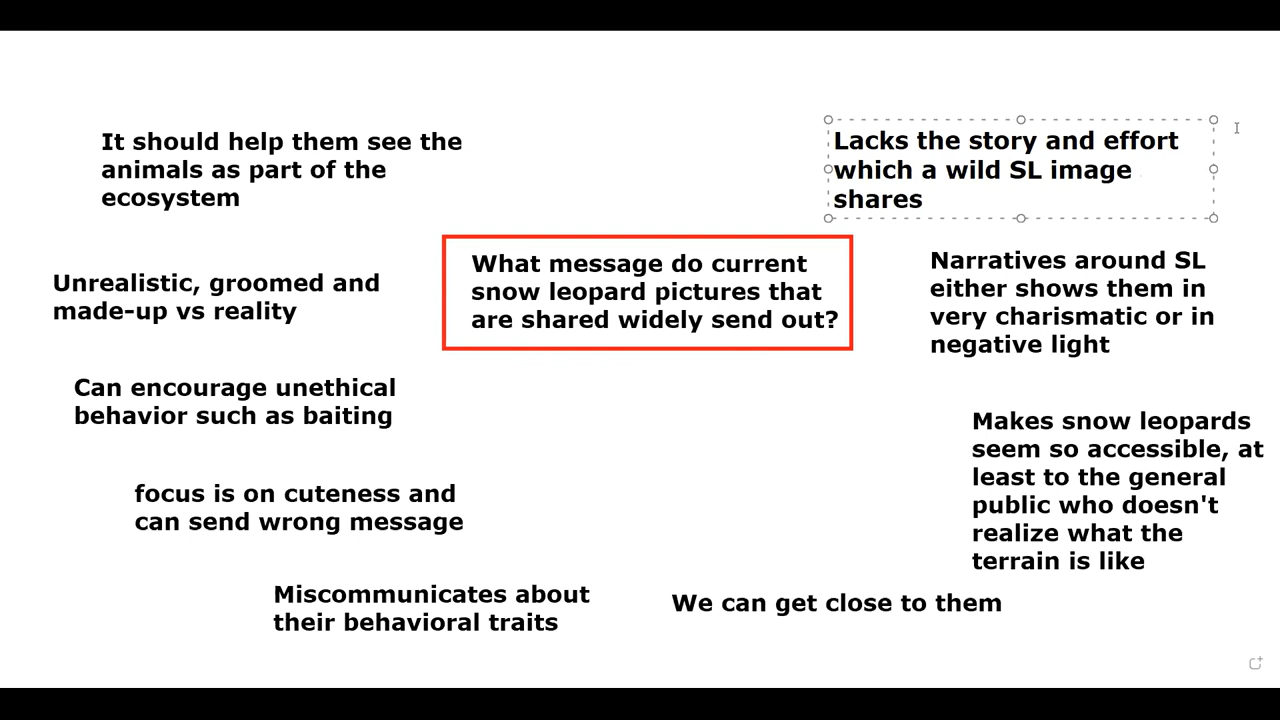 It should help them see the
animals as part of the
ecosystem
Lacks the story and effort
which a wild SL image
shares
What message do current
snow leopard pictures that
are shared widely send out?
Unrealistic, groomed and
made-up vs reality
Narratives around SL
either shows them in
very charismatic or in
negative light
Can encourage unethical
behavior such as baiting
Makes snow leopards
seem so accessible, at
least to the general
public who doesn't
realize what the
terrain is like
focus is on cuteness and
can send wrong message
Miscommunicates about
their behavioral traits
We can get close to them